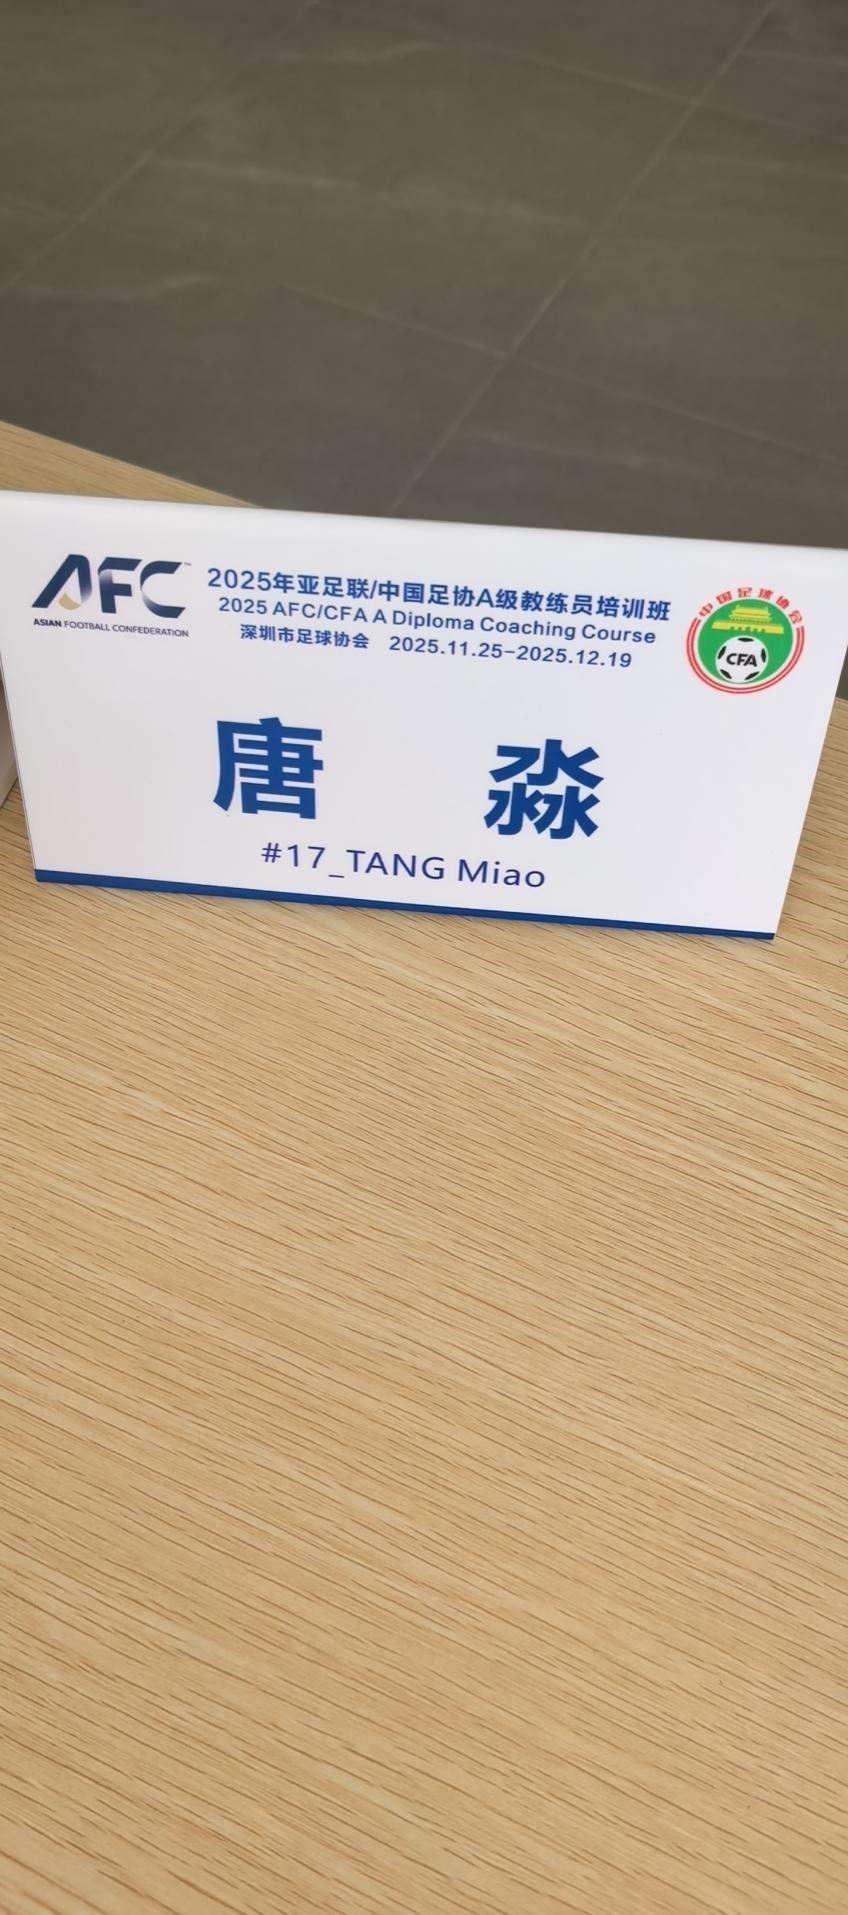 AFC™
ASIAN FOOTBALL CONFEDERATION
2025年亚足联/中国足协A级教练员培训班
2025 AFC/CFA A Diploma Coaching Course
深圳市足球协会 2025.11.25-2025.12.19
中国足球协会
CFA
唐 淼
#17_TANG Miao